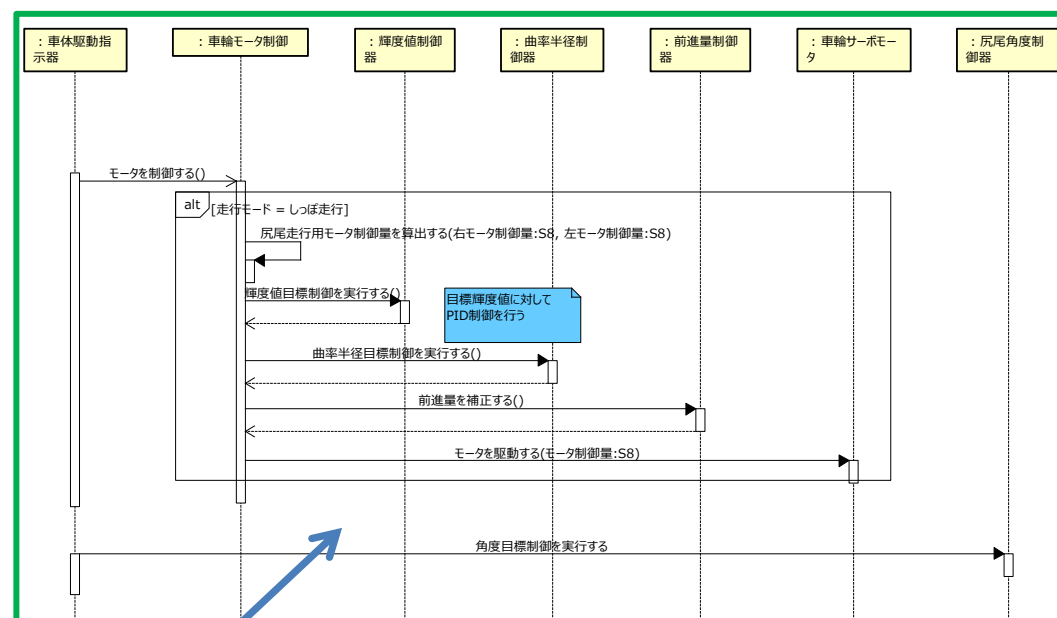 ：車体駆動指
示器
：車輪モータ制御
：輝度値制御
器
：曲率半径制
御器
：前進量制御
器
：車輪サーボモー
タ
：尻尾角度制
御器
モータを制御する()
alt
[走行モード = しっぽ走行]
尻尾走行用モータ制御量を算出する(右モータ制御量:S8, 左モータ制御量:S8)
輝度値目標制御を実行する()
目標輝度値に対して
PID制御を行う
曲率半径目標制御を実行する()
前進量を補正する()
モータを駆動する(モータ制御量:S8)
角度目標制御を実行する